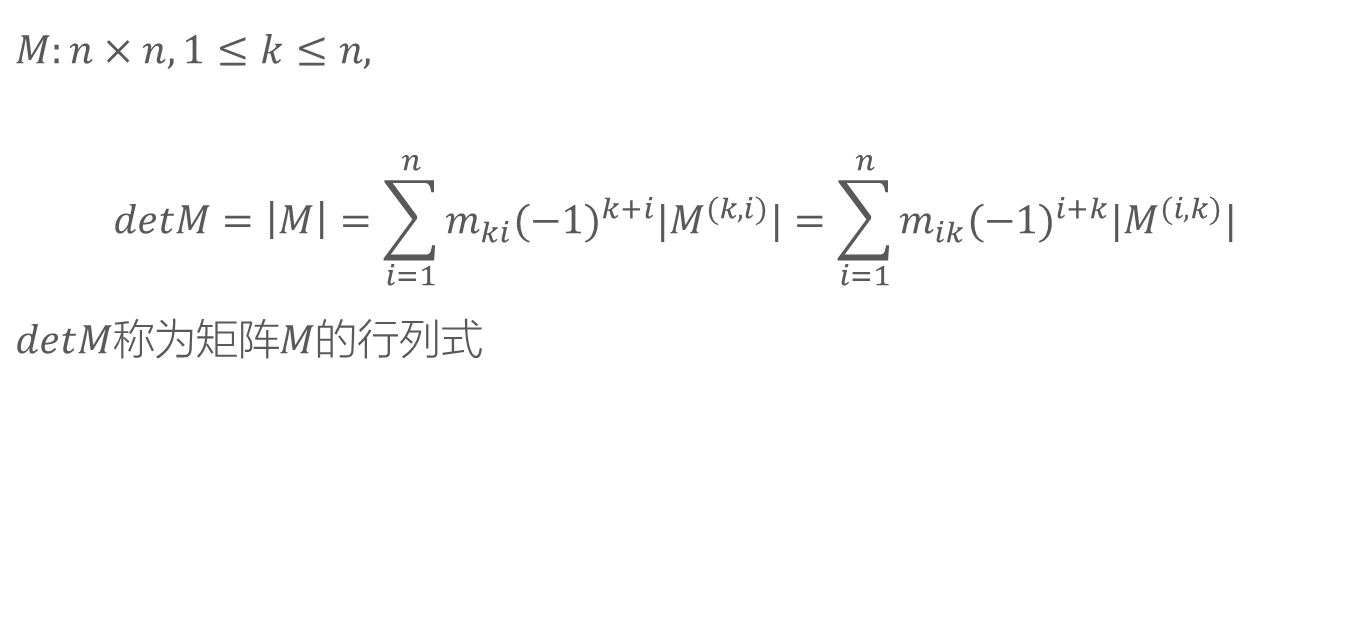 M: n × n, 1 ≤ k ≤ n,
detM = |M| = ∑_{i=1}^{n} m_{ki}(−1)^{k+i}|M^{(k,i)}| = ∑_{i=1}^{n} m_{ik}(−1)^{i+k}|M^{(i,k)}|
detM称为矩阵M的行列式